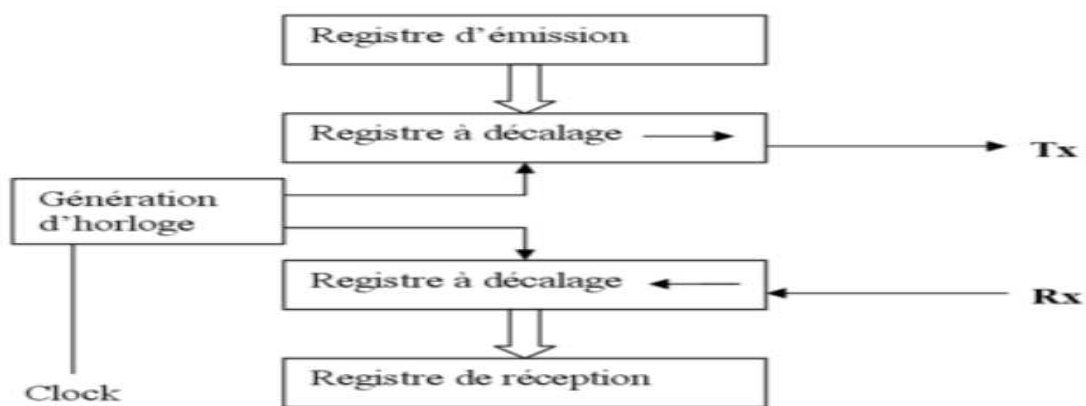 Registre d'émission
Registre à décalage
Tx
Génération
d'horloge
Registre à décalage
Rx
Registre de réception
Clock